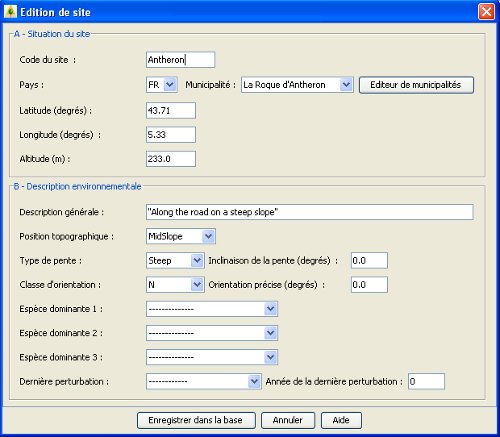 Edition de site
A - Situation du site
Code du site : Antheron
Pays : FR Municipalité : La Roque d'Antheron Editeur de municipalités
Latitude (degrés) : 43.71
Longitude (degrés) : 5.33
Altitude (m) : 233.0
B - Description environnementale
Description générale : "Along the road on a steep slope"
Position topographique : MidSlope
Type de pente : Steep Inclinaison de la pente (degrés) : 0.0
Classe d'orientation : N Orientation précise (degrés) : 0.0
Espèce dominante 1 : --------------
Espèce dominante 2 : --------------
Espèce dominante 3 : --------------
Dernière perturbation : ------------ Année de la dernière perturbation : 0
Enregistrer dans la base Annuler Aide